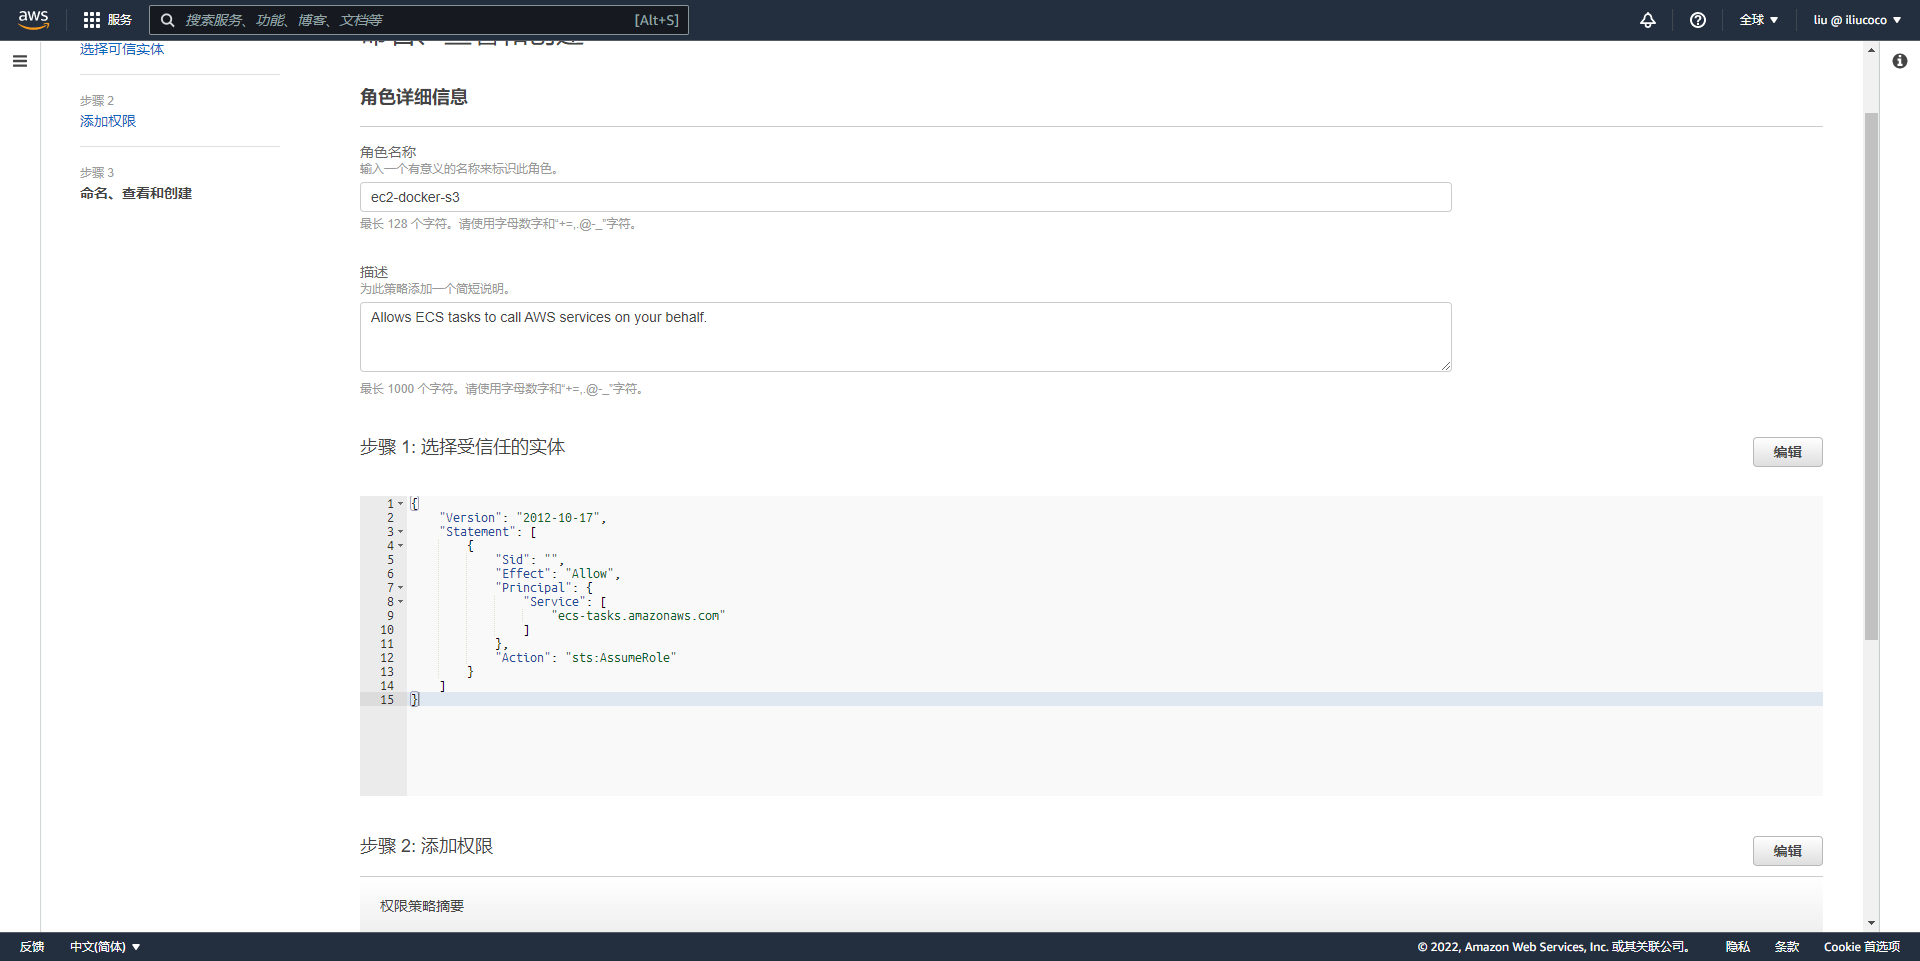 aws 服务 搜索服务、功能、博客、文档等 [Alt+S] 全球 liu @ iliucoco
命名、查看和创建
选择可信实体
步骤 2
添加权限
步骤 3
命名、查看和创建
角色详细信息
角色名称
输入一个有意义的名称来标识此角色。
ec2-docker-s3
最长 128 个字符。请使用字母数字和"+=,.@-_"字符。
描述
为此策略添加一个简短说明。
Allows ECS tasks to call AWS services on your behalf.
最长 1000 个字符。请使用字母数字和"+=,.@-_"字符。
步骤 1: 选择受信任的实体
编辑
1 {
2 "Version": "2012-10-17",
3 "Statement": [
4 {
5 "Sid": "",
6 "Effect": "Allow",
7 "Principal": {
8 "Service": [
9 "ecs-tasks.amazonaws.com"
10 ]
11 },
12 "Action": "sts:AssumeRole"
13 }
14 ]
15 }
步骤 2: 添加权限
编辑
权限策略摘要
反馈 中文(简体) © 2022, Amazon Web Services, Inc. 或其关联公司。 隐私 条款 Cookie 首选项